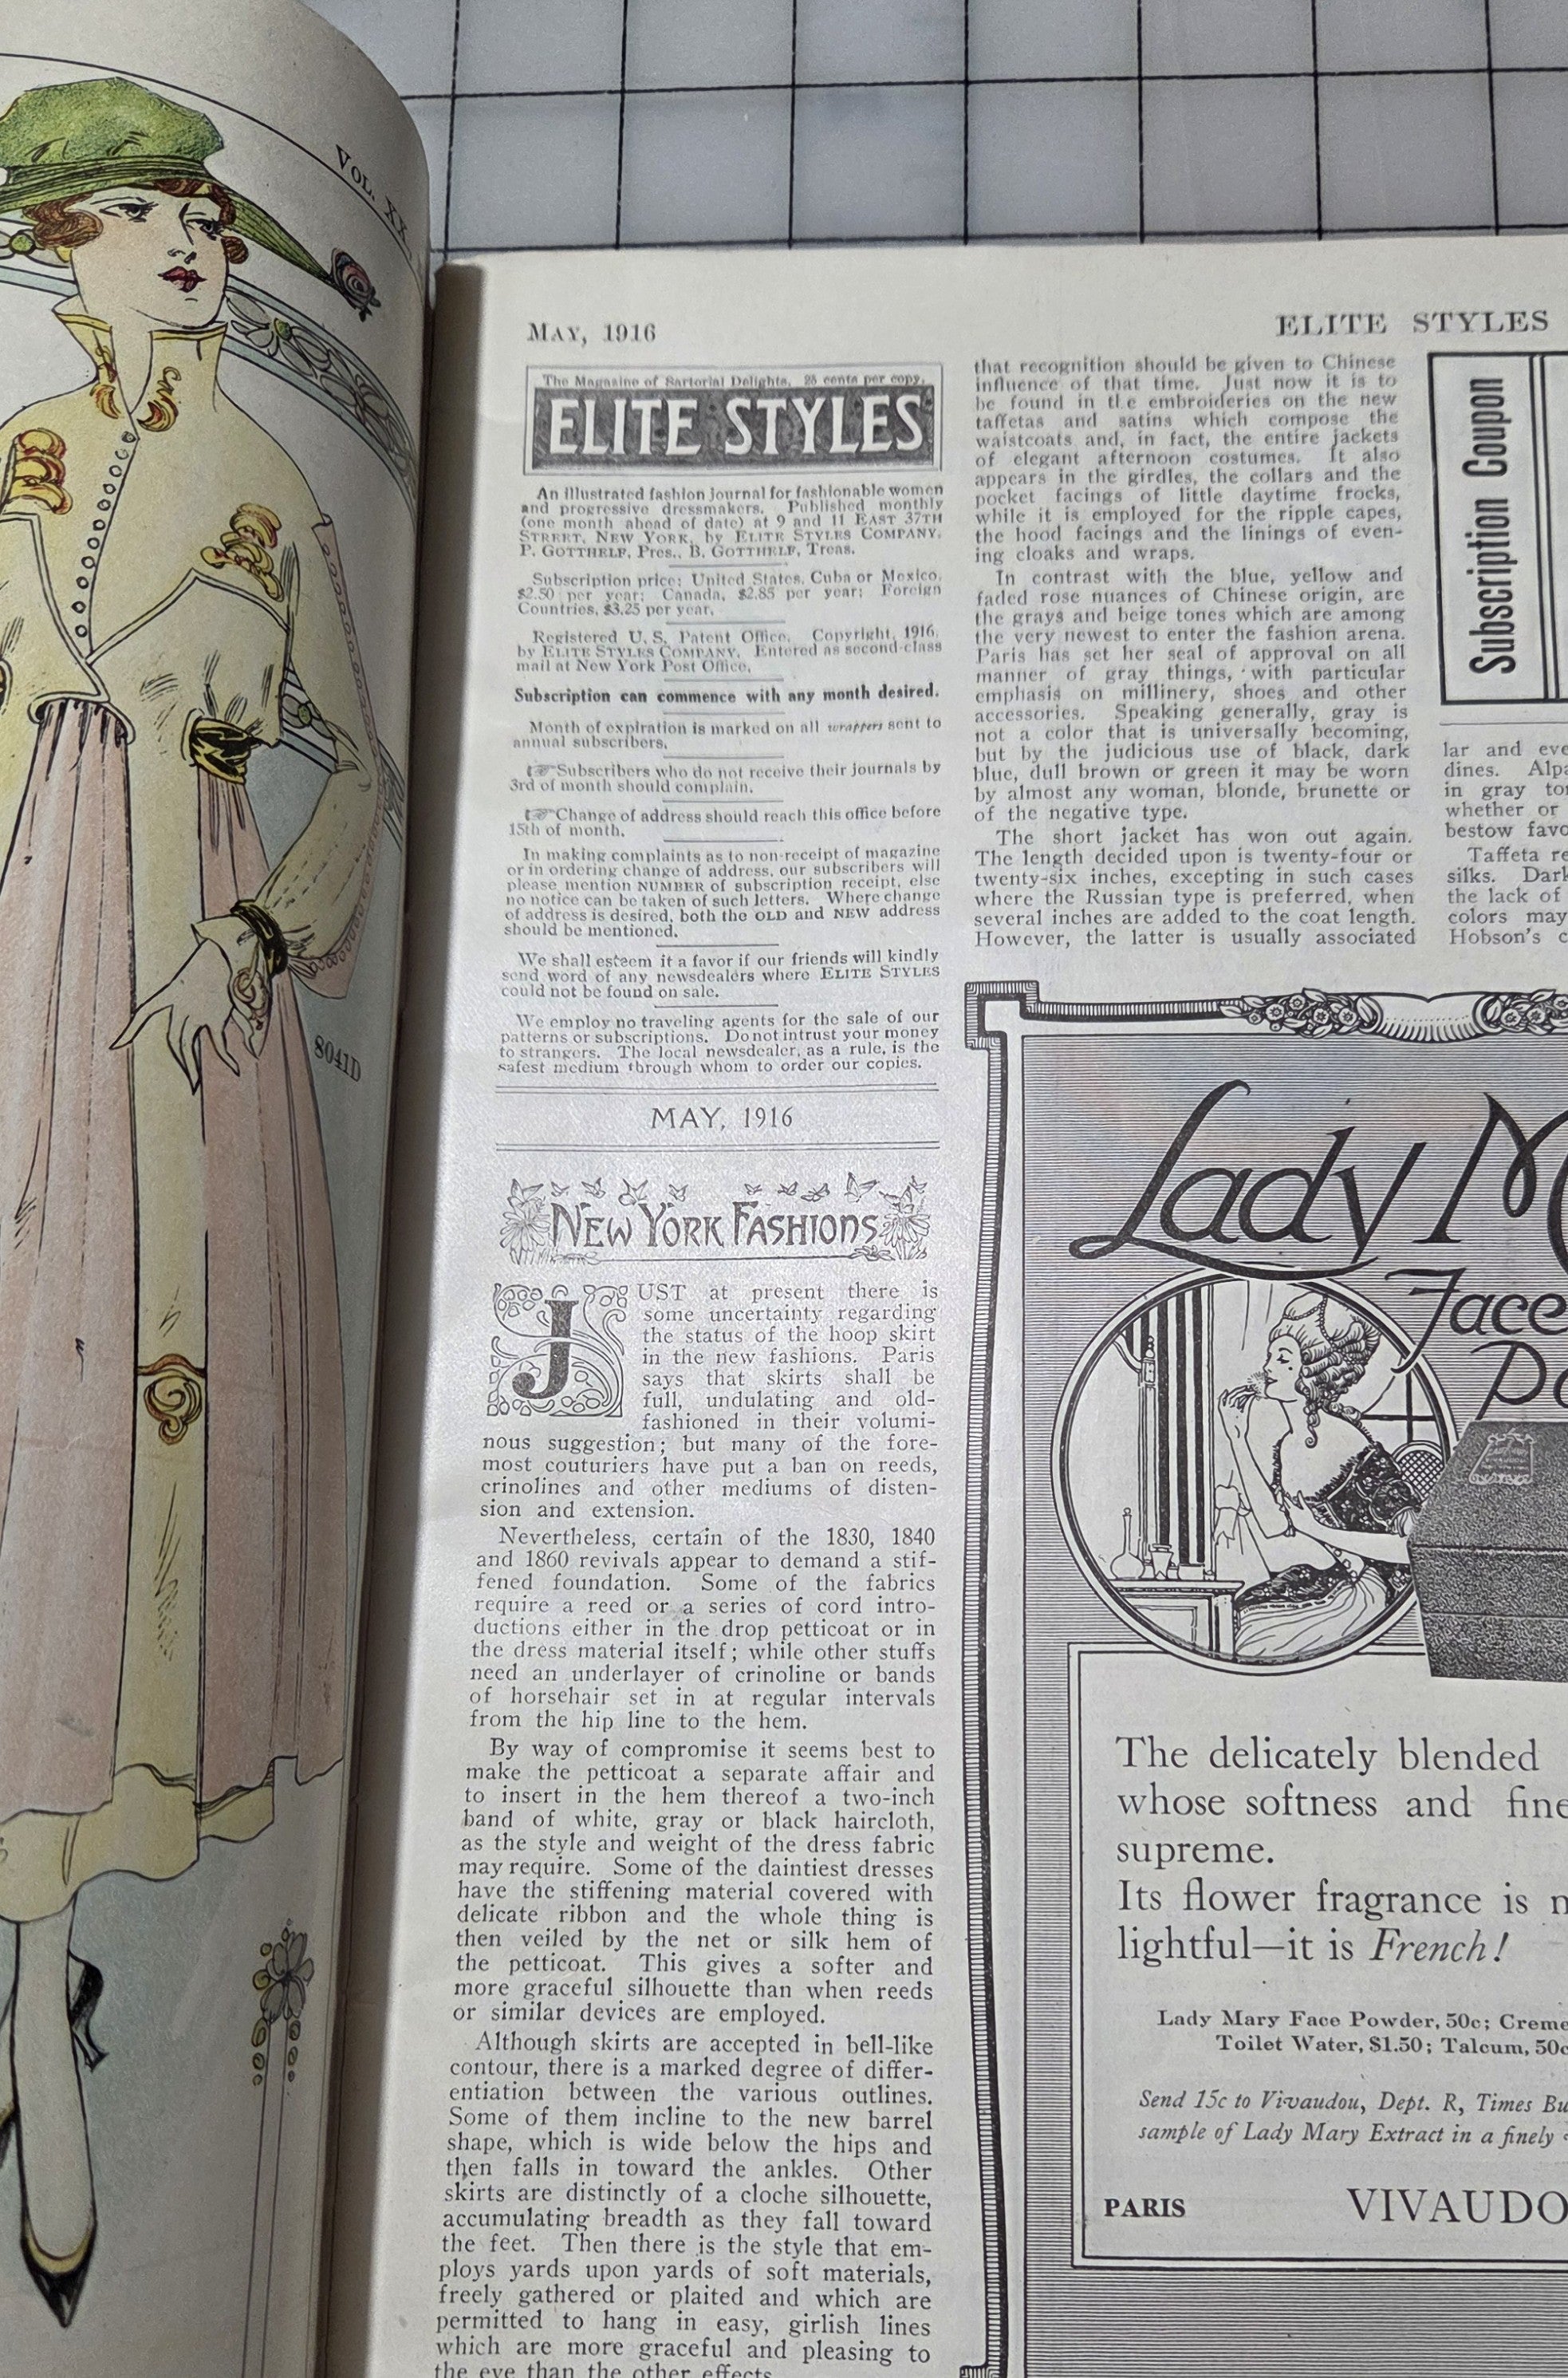 VOL. XX
8041D
MAY, 1916
ELITE STYLES
The Magazine of Sartorial Delights, 25 cents per copy.
ELITE STYLES
An illustrated fashion journal for fashionable women
and progressive dressmakers. Published monthly
(one month ahead of date) at 9 and 11 EAST 37TH
STREET, NEW YORK, by ELITE STYLES COMPANY.
P. GOTTHELF, Pres., B. GOTTHELF, Treas.
Subscription price: United States, Cuba or Mexico,
$2.50 per year; Canada, $2.85 per year; Foreign
Countries, $3.25 per year.
Registered U. S. Patent Office. Copyright, 1916,
by ELITE STYLES COMPANY. Entered as second-class
mail at New York Post Office.
Subscription can commence with any month desired.
Month of expiration is marked on all wrappers sent to
annual subscribers.
☞Subscribers who do not receive their journals by
3rd of month should complain.
☞Change of address should reach this office before
15th of month.
In making complaints as to non-receipt of magazine
or in ordering change of address, our subscribers will
please mention NUMBER of subscription receipt, else
no notice can be taken of such letters. Where change
of address is desired, both the OLD and NEW address
should be mentioned.
We shall esteem it a favor if our friends will kindly
send word of any newsdealers where ELITE STYLES
could not be found on sale.
We employ no traveling agents for the sale of our
patterns or subscriptions. Do not intrust your money
to strangers. The local newsdealer, as a rule, is the
safest medium through whom to order our copies.
MAY, 1916
NEW YORK FASHIONS
JUST at present there is
some uncertainty regarding
the status of the hoop skirt
in the new fashions. Paris
says that skirts shall be
full, undulating and old-
fashioned in their volumi-
nous suggestion; but many of the fore-
most couturiers have put a ban on reeds,
crinolines and other mediums of disten-
sion and extension.
Nevertheless, certain of the 1830, 1840
and 1860 revivals appear to demand a stif-
fened foundation. Some of the fabrics
require a reed or a series of cord intro-
ductions either in the drop petticoat or in
the dress material itself; while other stuffs
need an underlayer of crinoline or bands
of horsehair set in at regular intervals
from the hip line to the hem.
By way of compromise it seems best to
make the petticoat a separate affair and
to insert in the hem thereof a two-inch
band of white, gray or black haircloth,
as the style and weight of the dress fabric
may require. Some of the daintiest dresses
have the stiffening material covered with
delicate ribbon and the whole thing is
then veiled by the net or silk hem of
the petticoat. This gives a softer and
more graceful silhouette than when reeds
or similar devices are employed.
Although skirts are accepted in bell-like
contour, there is a marked degree of differ-
entiation between the various outlines.
Some of them incline to the new barrel
shape, which is wide below the hips and
then falls in toward the ankles. Other
skirts are distinctly of a cloche silhouette,
accumulating breadth as they fall toward
the feet. Then there is the style that em-
ploys yards upon yards of soft materials,
freely gathered or plaited and which are
permitted to hang in easy, girlish lines
which are more graceful and pleasing to
the eye than the other effects.
that recognition should be given to Chinese
influence of that time. Just now it is to
be found in the embroideries on the new
taffetas and satins which compose the
waistcoats and, in fact, the entire jackets
of elegant afternoon costumes. It also
appears in the girdles, the collars and the
pocket facings of little daytime frocks,
while it is employed for the ripple capes,
the hood facings and the linings of even-
ing cloaks and wraps.
In contrast with the blue, yellow and
faded rose nuances of Chinese origin, are
the grays and beige tones which are among
the very newest to enter the fashion arena.
Paris has set her seal of approval on all
manner of gray things, with particular
emphasis on millinery, shoes and other
accessories. Speaking generally, gray is
not a color that is universally becoming,
but by the judicious use of black, dark
blue, dull brown or green it may be worn
by almost any woman, blonde, brunette or
of the negative type.
The short jacket has won out again.
The length decided upon is twenty-four or
twenty-six inches, excepting in such cases
where the Russian type is preferred, when
several inches are added to the coat length.
However, the latter is usually associated
Subscription Coupon
lar and eve
dines. Alpa
in gray ton
whether or
bestow favo
Taffeta re
silks. Dark
the lack of
colors may
Hobson's c
Lady M
Face
Po
The delicately blended
whose softness and fine
supreme.
Its flower fragrance is
lightful—it is French!
Lady Mary Face Powder, 50c; Creme
Toilet Water, $1.50; Talcum, 50c
Send 15c to Vivaudou, Dept. R, Times Bu
sample of Lady Mary Extract in a finely
PARIS
VIVAUDO